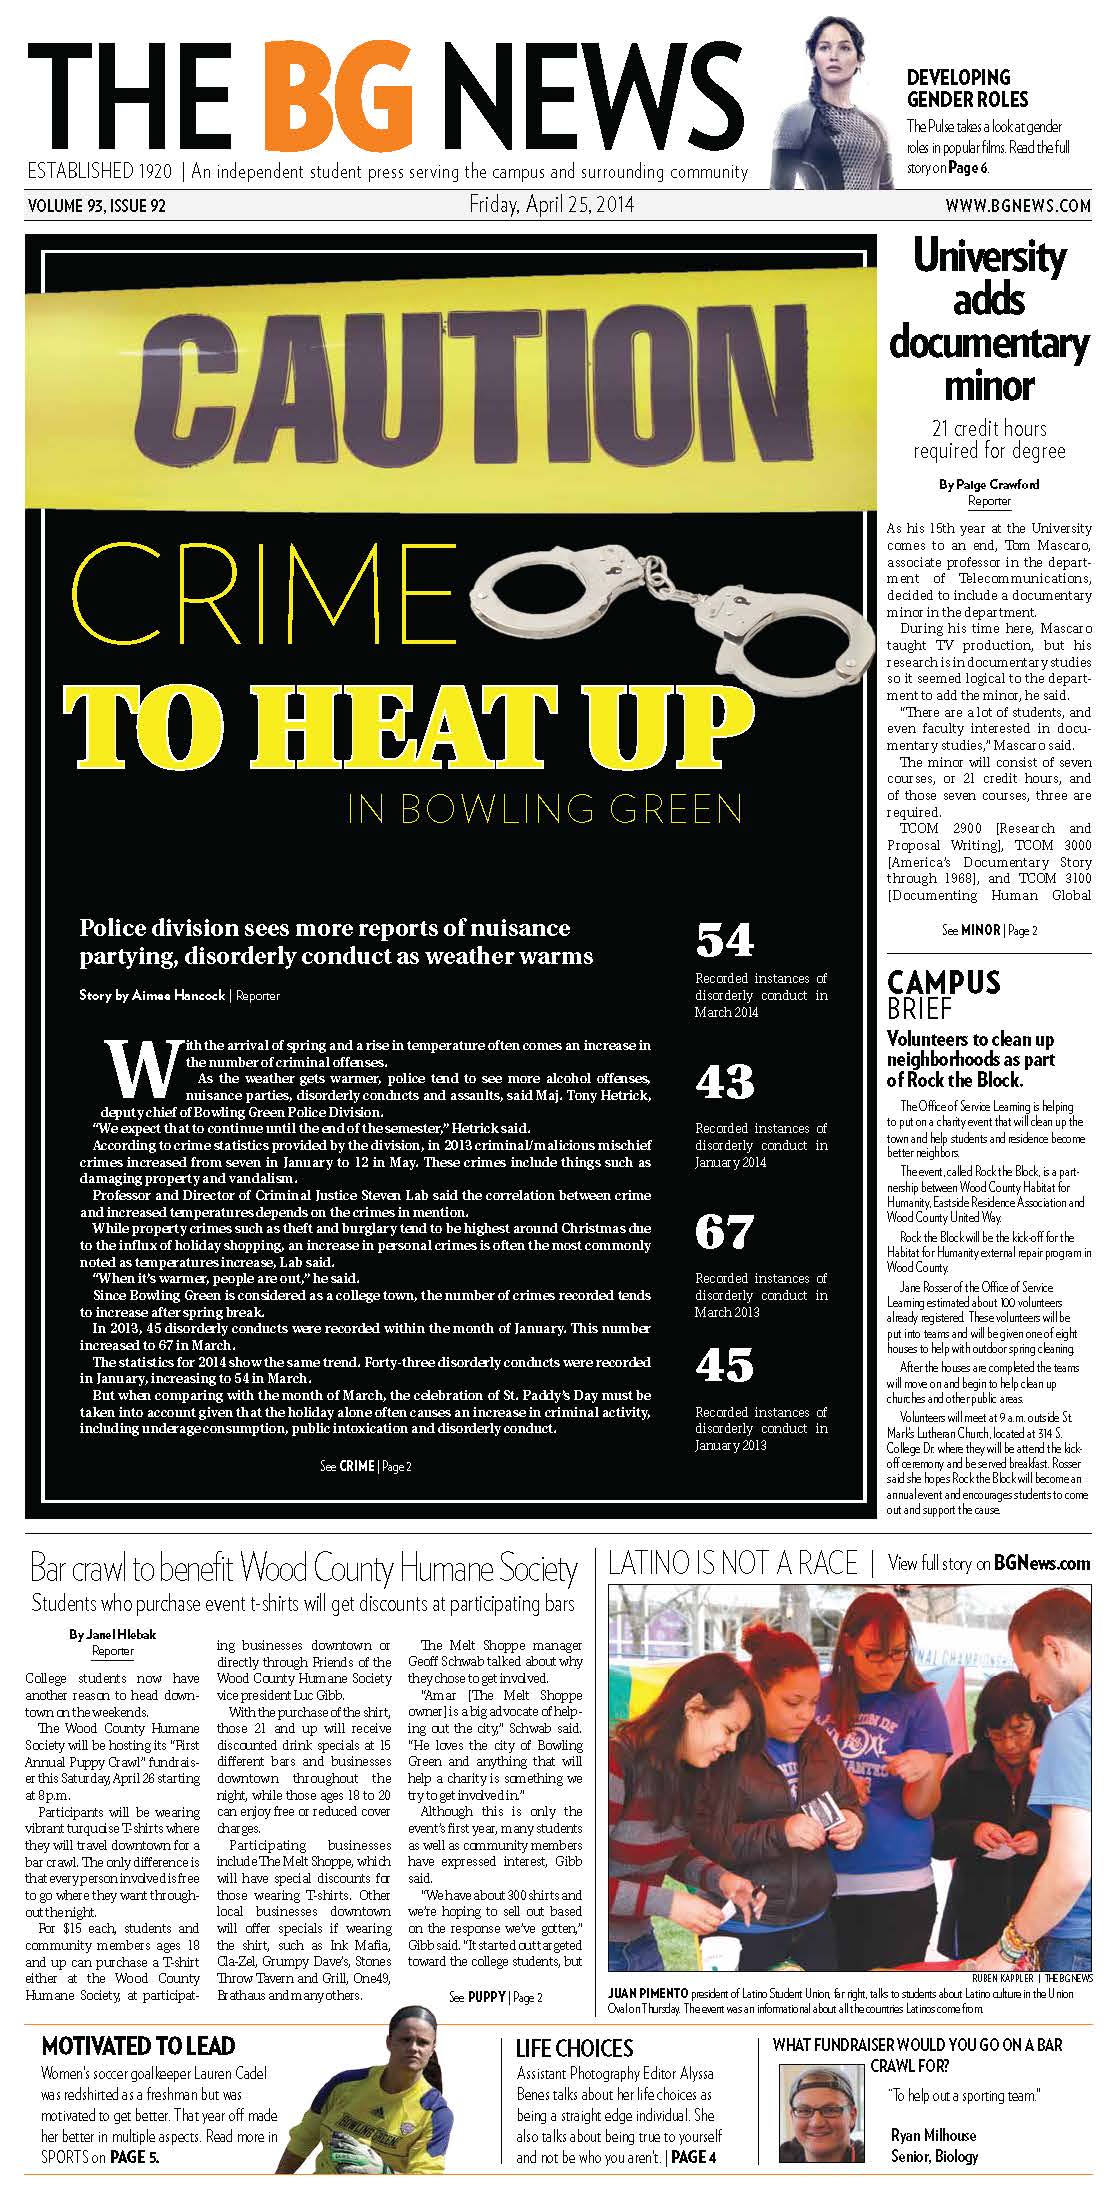 THE BG NEWS
ESTABLISHED 1920 | An independent student press serving the campus and surrounding community
DEVELOPING
GENDER ROLES
The Pulse takes a look at gender
roles in popular films. Read the full
story on Page 6.
VOLUME 93, ISSUE 92
Friday, April 25, 2014
WWW.BGNEWS.COM
CAUTION
CRIME
TO HEAT UP
IN BOWLING GREEN
Police division sees more reports of nuisance
partying, disorderly conduct as weather warms
Story by Aimee Hancock | Reporter
With the arrival of spring and a rise in temperature often comes an increase in
the number of criminal offenses.
As the weather gets warmer, police tend to see more alcohol offenses,
nuisance parties, disorderly conducts and assaults, said Maj. Tony Hetrick,
deputy chief of Bowling Green Police Division.
"We expect that to continue until the end of the semester," Hetrick said.
According to crime statistics provided by the division, in 2013 criminal/malicious mischief
crimes increased from seven in January to 12 in May. These crimes include things such as
damaging property and vandalism.
Professor and Director of Criminal Justice Steven Lab said the correlation between crime
and increased temperatures depends on the crimes in mention.
While property crimes such as theft and burglary tend to be highest around Christmas due
to the influx of holiday shopping, an increase in personal crimes is often the most commonly
noted as temperatures increase, Lab said.
"When it's warmer, people are out," he said.
Since Bowling Green is considered as a college town, the number of crimes recorded tends
to increase after spring break.
In 2013, 45 disorderly conducts were recorded within the month of January. This number
increased to 67 in March.
The statistics for 2014 show the same trend. Forty-three disorderly conducts were recorded
in January, increasing to 54 in March.
But when comparing with the month of March, the celebration of St. Paddy's Day must be
taken into account given that the holiday alone often causes an increase in criminal activity,
including underage consumption, public intoxication and disorderly conduct.
See CRIME | Page 2
54
Recorded instances of
disorderly conduct in
March 2014
43
Recorded instances of
disorderly conduct in
January 2014
67
Recorded instances of
disorderly conduct in
March 2013
45
Recorded instances of
disorderly conduct in
January 2013
University
adds
documentary
minor
21 credit hours
required for degree
By Paige Crawford
Reporter
As his 15th year at the University
comes to an end, Tom Mascaro,
associate professor in the depart-
ment of Telecommunications,
decided to include a documentary
minor in the department.
During his time here, Mascaro
taught TV production, but his
research is in documentary studies
so it seemed logical to the depart-
ment to add the minor, he said.
"There are a lot of students, and
even faculty interested in docu-
mentary studies," Mascaro said.
The minor will consist of seven
courses, or 21 credit hours, and
of those seven courses, three are
required.
TCOM 2900 [Research and
Proposal Writing], TCOM 3000
[America's Documentary Story
through 1968], and TCOM 3100
[Documenting Human Global
See MINOR | Page 2
CAMPUS
BRIEF
Volunteers to clean up
neighborhoods as part
of Rock the Block.
The Office of Service Learning is helping
to put on a charity event that will clean up the
town and help students and residence become
better neighbors.
The event, called Rock the Block, is a part-
nership between Wood County Habitat for
Humanity, Eastside Residence Association and
Wood County United Way.
Rock the Block will be the kick-off for the
Habitat for Humanity external repair program in
Wood County.
Jane Rosser of the Office of Service
Learning estimated about 100 volunteers
already registered. These volunteers will be
put into teams and will be given one of eight
houses to help with outdoor spring cleaning.
After the houses are completed the teams
will move on and begin to help clean up
churches and other public areas.
Volunteers will meet at 9 a.m. outside St.
Mark's Lutheran Church, located at 314 S.
College Dr. where they will be attend the kick-
off ceremony and be served breakfast. Rosser
said she hopes Rock the Block will become an
annual event and encourages students to come
out and support the cause.
Bar crawl to benefit Wood County Humane Society
Students who purchase event t-shirts will get discounts at participating bars
By Janel Hlebak
Reporter
College students now have
another reason to head down-
town on the weekends.
The Wood County Humane
Society will be hosting its "First
Annual Puppy Crawl" fundrais-
er this Saturday, April 26 starting
at 8 p.m.
Participants will be wearing
vibrant turquoise T-shirts where
they will travel downtown for a
bar crawl. The only difference is
that every person involved is free
to go where they want through-
out the night.
For $15 each, students and
community members ages 18
and up can purchase a T-shirt
either at the Wood County
Humane Society, at participat-
ing businesses downtown or
directly through Friends of the
Wood County Humane Society
vice president Luc Gibb.
With the purchase of the shirt,
those 21 and up will receive
discounted drink specials at 15
different bars and businesses
downtown throughout the
night, while those ages 18 to 20
can enjoy free or reduced cover
charges.
Participating businesses
include The Melt Shoppe, which
will have special discounts for
those wearing T-shirts. Other
local businesses downtown
will offer specials if wearing
the shirt, such as Ink Mafia,
Cla-Zel, Grumpy Dave's, Stones
Throw Tavern and Grill, One49,
Brathaus and many others.
The Melt Shoppe manager
Geoff Schwab talked about why
they chose to get involved.
"Amar [The Melt Shoppe
owner] is a big advocate of help-
ing out the city," Schwab said.
"He loves the city of Bowling
Green and anything that will
help a charity is something we
try to get involved in."
Although this is only the
event's first year, many students
as well as community members
have expressed interest, Gibb
said.
"We have about 300 shirts and
we're hoping to sell out based
on the response we've gotten,"
Gibb said. "It started out targeted
toward the college students, but
See PUPPY | Page 2
LATINO IS NOT A RACE | View full story on BGNews.com
RUBEN KAPPLER | THE BG NEWS
JUAN PIMENTO president of Latino Student Union, far right, talks to students about Latino culture in the Union
Oval on Thursday. The event was an informational about all the countries Latinos come from.
MOTIVATED TO LEAD
Women's soccer goalkeeper Lauren Cadel
was redshirted as a freshman but was
motivated to get better. That year off made
her better in multiple aspects. Read more in
SPORTS on PAGE 5.
BOWLING GREEN
LIFE CHOICES
Assistant Photography Editor Alyssa
Benes talks about her life choices as
being a straight edge individual. She
also talks about being true to yourself
and not be who you aren't. | PAGE 4
WHAT FUNDRAISER WOULD YOU GO ON A BAR
CRAWL FOR?
"To help out a sporting team."
Ryan Milhouse
Senior, Biology